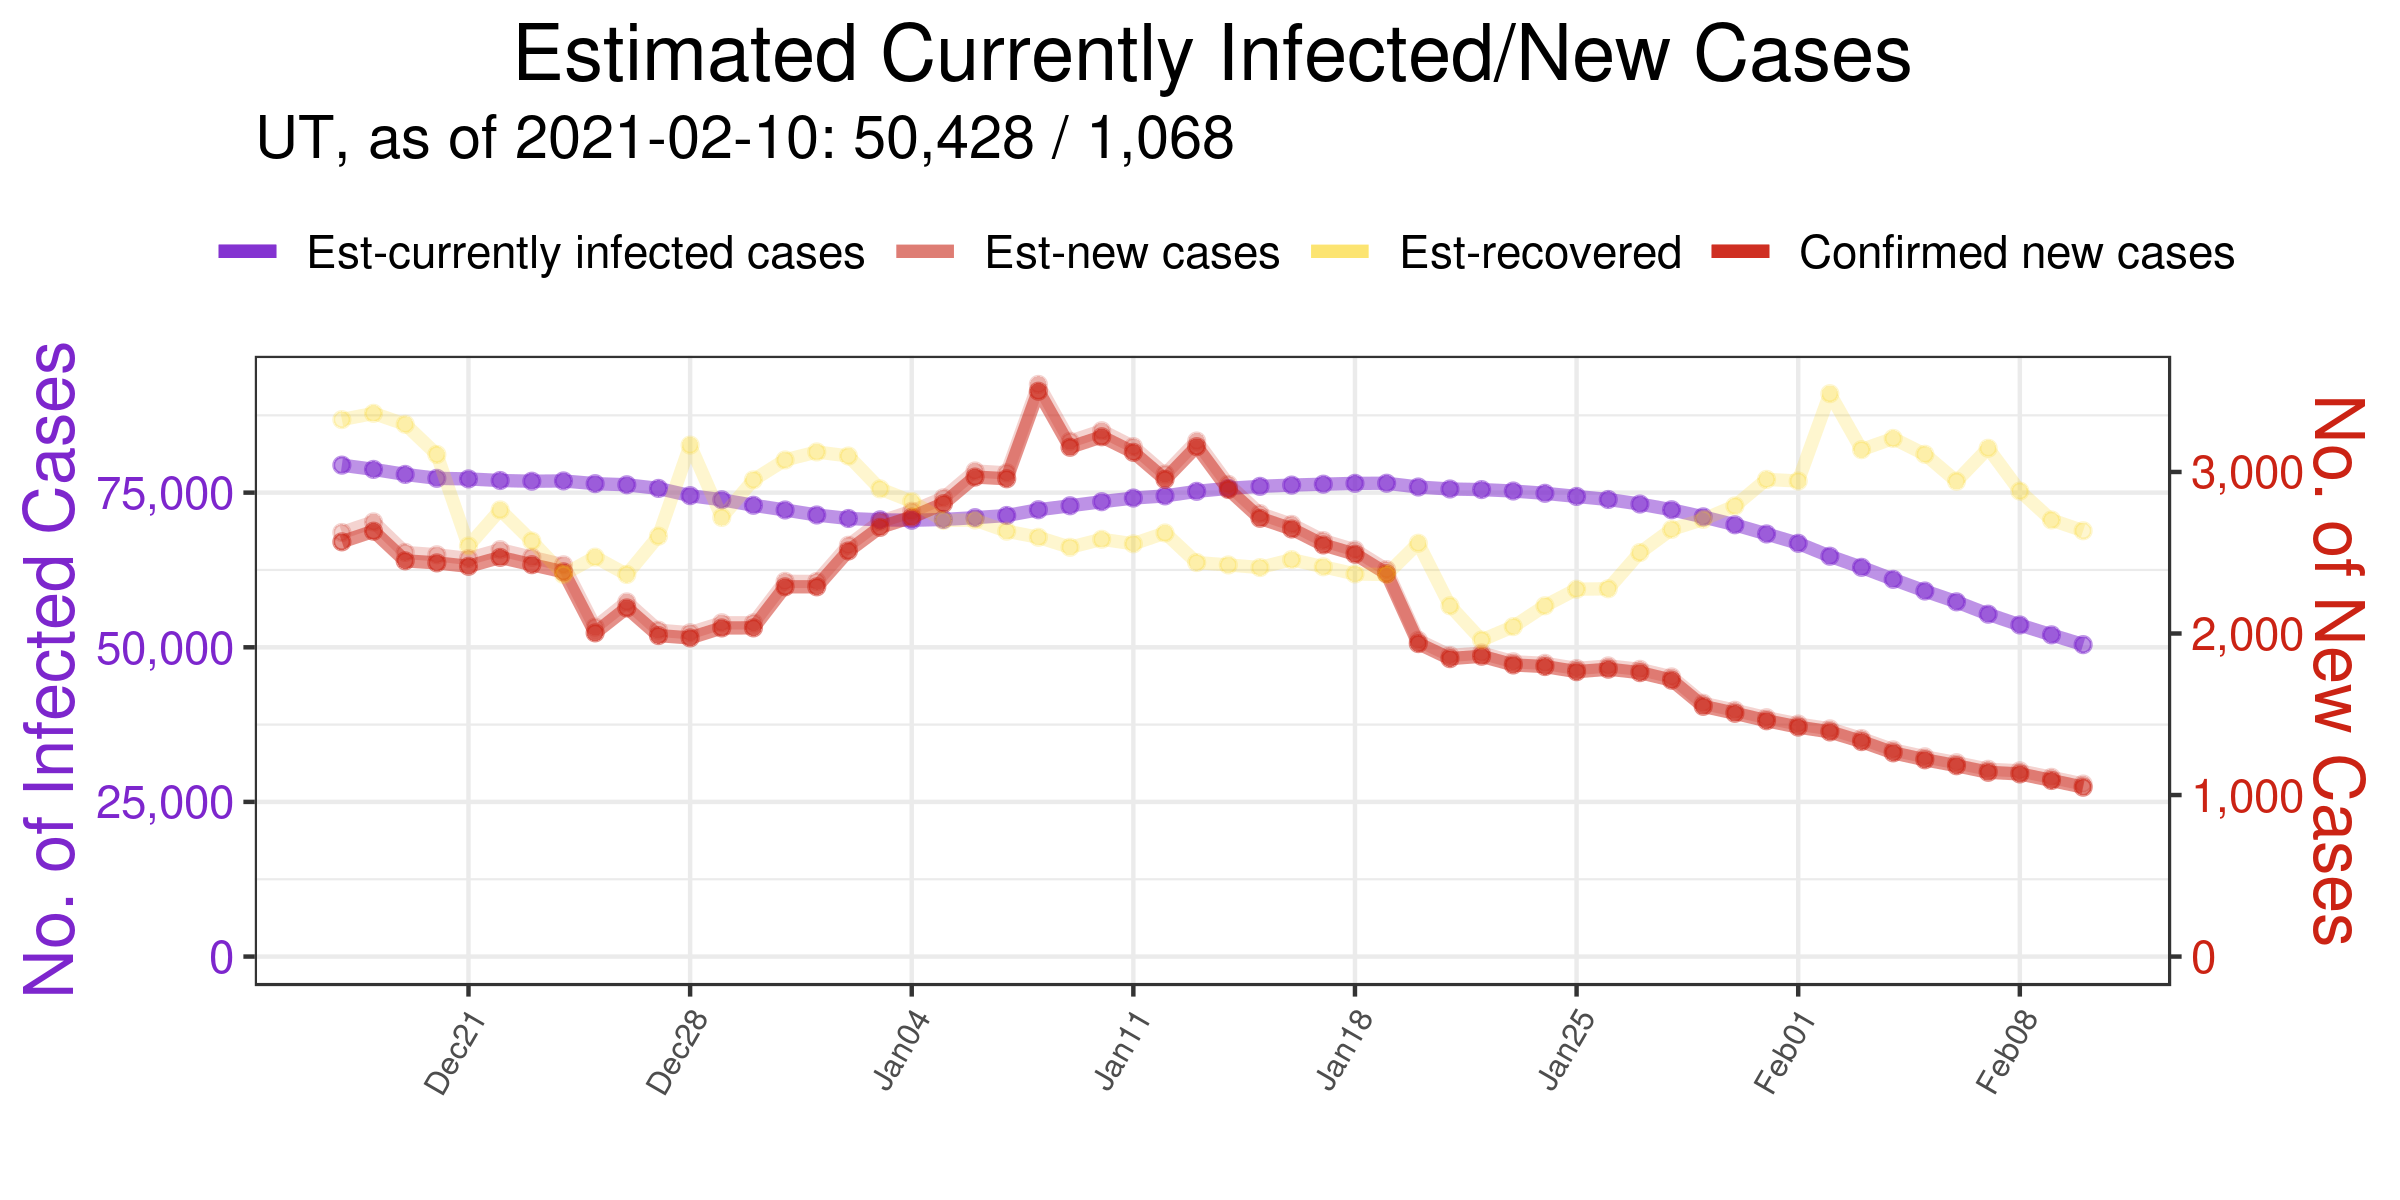 Estimated Currently Infected/New Cases
UT, as of 2021-02-10: 50,428 / 1,068
Est-currently infected cases
Est-new cases
Est-recovered
Confirmed new cases
No. of Infected Cases
75,000
50,000
25,000
0
3,000
2,000
1,000
0
No. of New Cases
Dec21
Dec28
Jan04
Jan11
Jan18
Jan25
Feb01
Feb08